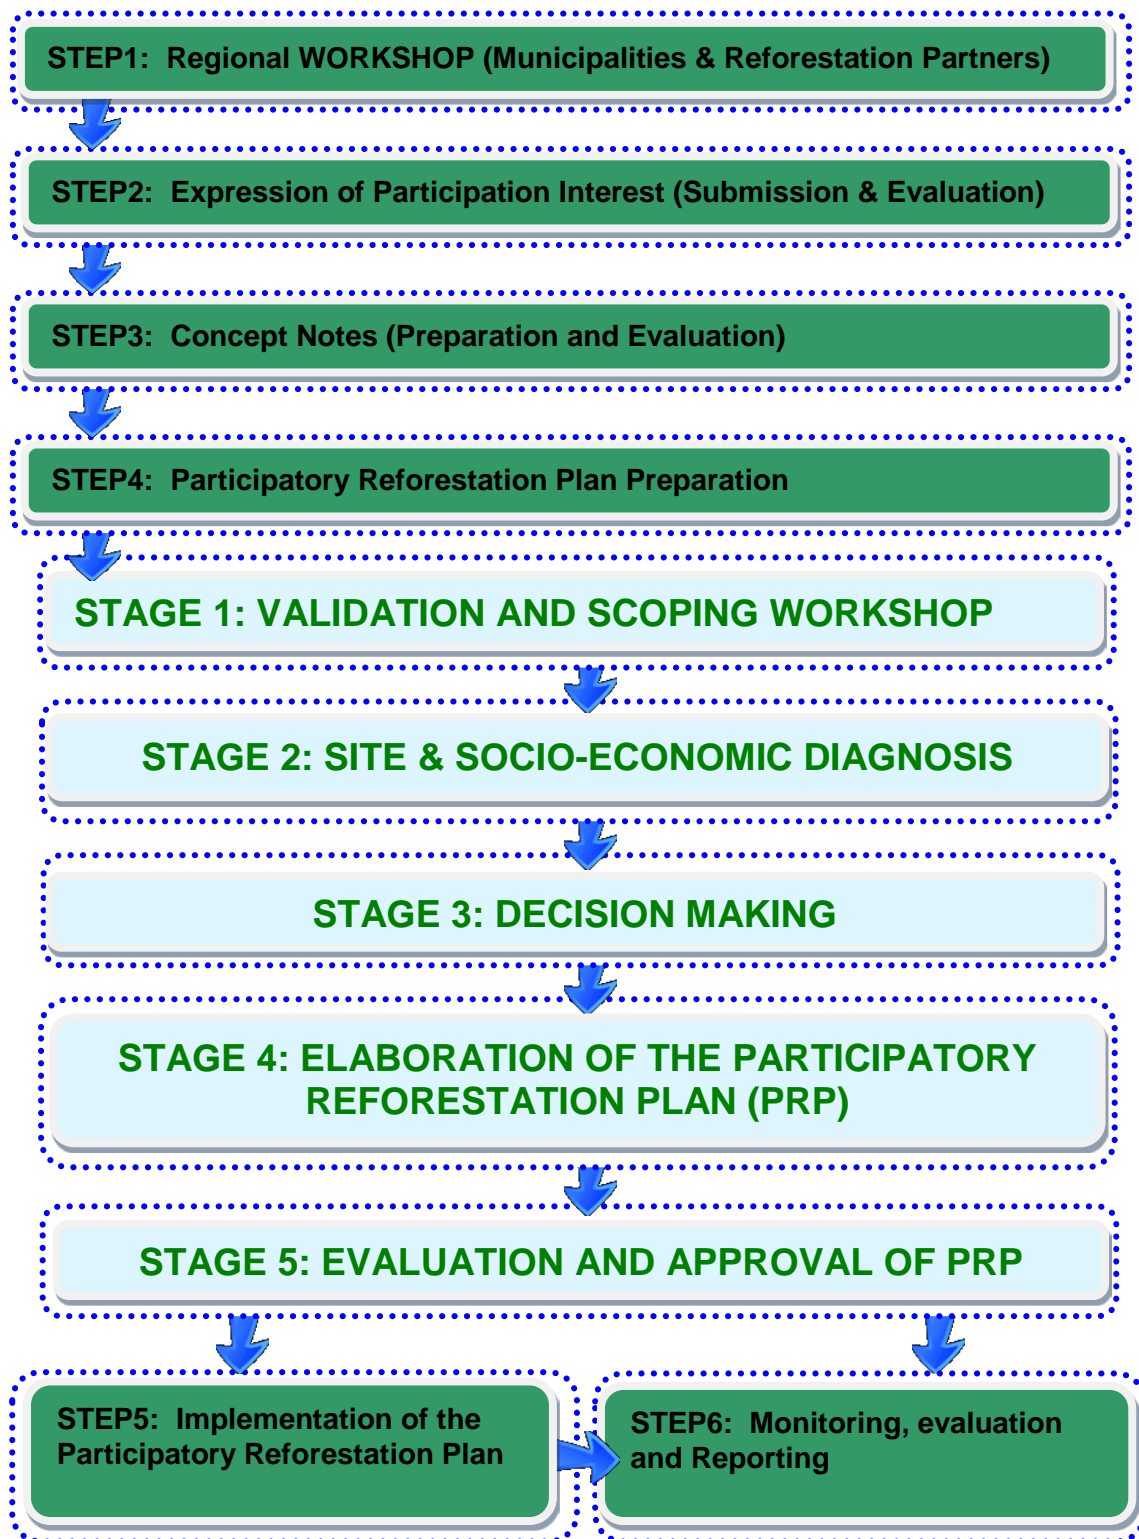 STEP1: Regional WORKSHOP (Municipalities & Reforestation Partners)
STEP2: Expression of Participation Interest (Submission & Evaluation)
STEP3: Concept Notes (Preparation and Evaluation)
STEP4: Participatory Reforestation Plan Preparation
STAGE 1: VALIDATION AND SCOPING WORKSHOP
STAGE 2: SITE & SOCIO-ECONOMIC DIAGNOSIS
STAGE 3: DECISION MAKING
STAGE 4: ELABORATION OF THE PARTICIPATORY
REFORESTATION PLAN (PRP)
STAGE 5: EVALUATION AND APPROVAL OF PRP
STEP5: Implementation of the
Participatory Reforestation Plan
STEP6: Monitoring, evaluation
and Reporting